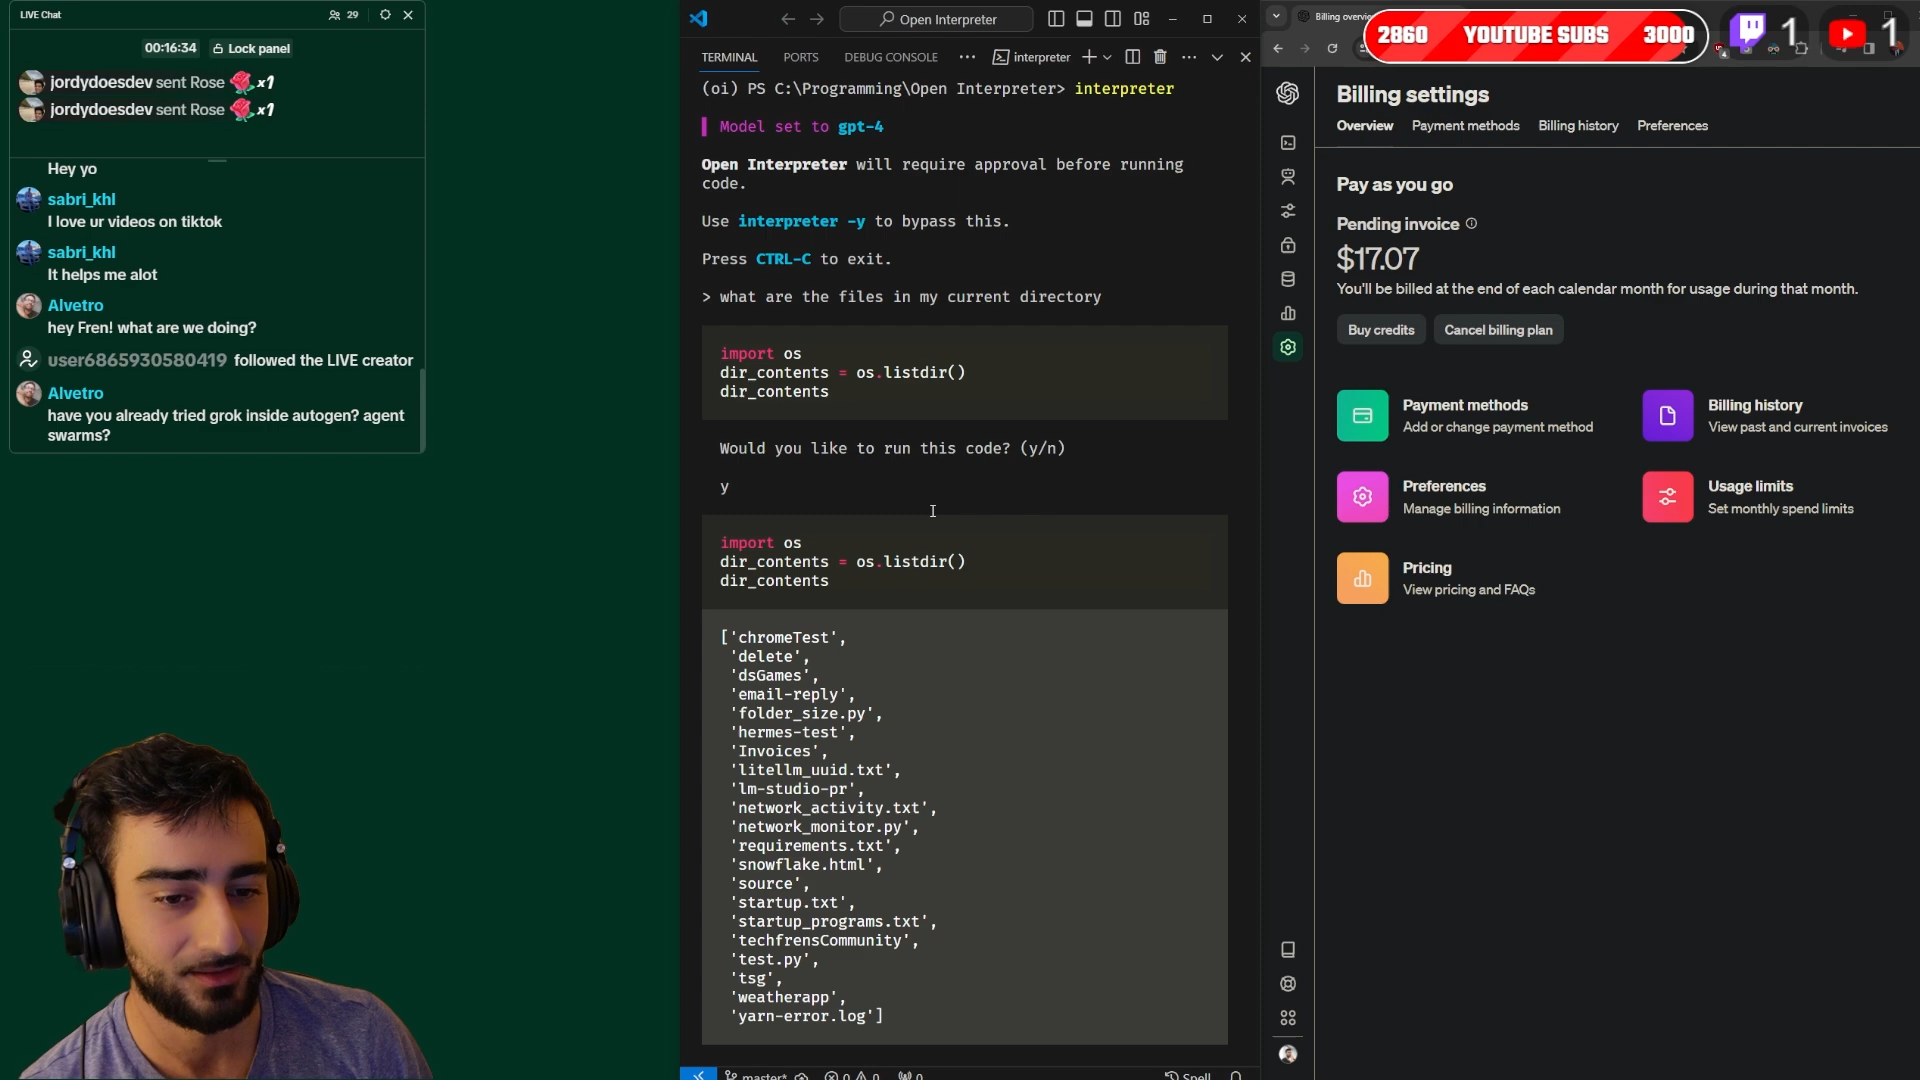 LIVE Chat
29
00:16:34 Lock panel
jordydoesdev sent Rose x1
jordydoesdev sent Rose x1
Hey yo
sabri_khl
I love ur videos on tiktok
sabri_khl
It helps me alot
Alvetro
hey Fren! what are we doing?
user6865930580419 followed the LIVE creator
Alvetro
have you already tried grok inside autogen? agent
swarms?
Open Interpreter
TERMINAL PORTS DEBUG CONSOLE interpreter
(oi) PS C:\Programming\Open Interpreter> interpreter
Model set to gpt-4
Open Interpreter will require approval before running
code.
Use interpreter -y to bypass this.
Press CTRL-C to exit.
> what are the files in my current directory
import os
dir_contents = os.listdir()
dir_contents
Would you like to run this code? (y/n)
y
import os
dir_contents = os.listdir()
dir_contents
['chromeTest',
'delete',
'dsGames',
'email-reply',
'folder_size.py',
'hermes-test',
'Invoices',
'litellm_uuid.txt',
'lm-studio-pr',
'network_activity.txt',
'network_monitor.py',
'requirements.txt',
'snowflake.html',
'source',
'startup.txt',
'startup_programs.txt',
'techfrensCommunity',
'test.py',
'tsg',
'weatherapp',
'yarn-error.log']
master* 0 0 0 Spell
Billing overvie
2860 YOUTUBE SUBS 3000
1 1
Billing settings
Overview Payment methods Billing history Preferences
Pay as you go
Pending invoice
$17.07
You'll be billed at the end of each calendar month for usage during that month.
Buy credits Cancel billing plan
Payment methods
Add or change payment method
Billing history
View past and current invoices
Preferences
Manage billing information
Usage limits
Set monthly spend limits
Pricing
View pricing and FAQs